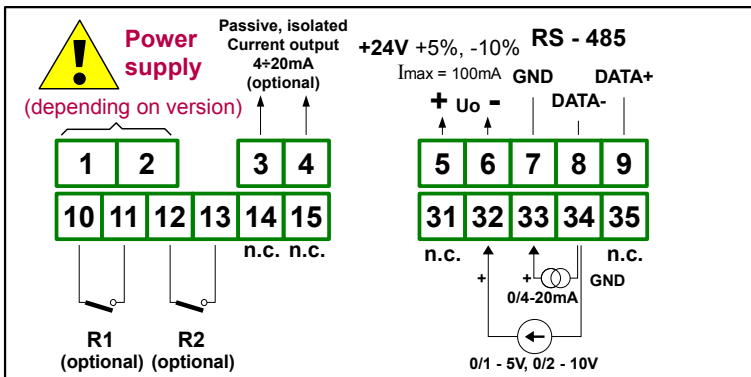 Power
supply
(depending on version)
Passive, isolated
Current output
4÷20mA
(optional)
+24V +5%, -10%
Imax = 100mA
+ Uo -
RS - 485
GND
DATA-
DATA+
1 2 3 4 5 6 7 8 9
10 11 12 13 14 15 31 32 33 34 35
n.c. n.c. n.c. n.c.
+
+
0/4-20mA
GND
R1
(optional)
R2
(optional)
0/1 - 5V, 0/2 - 10V